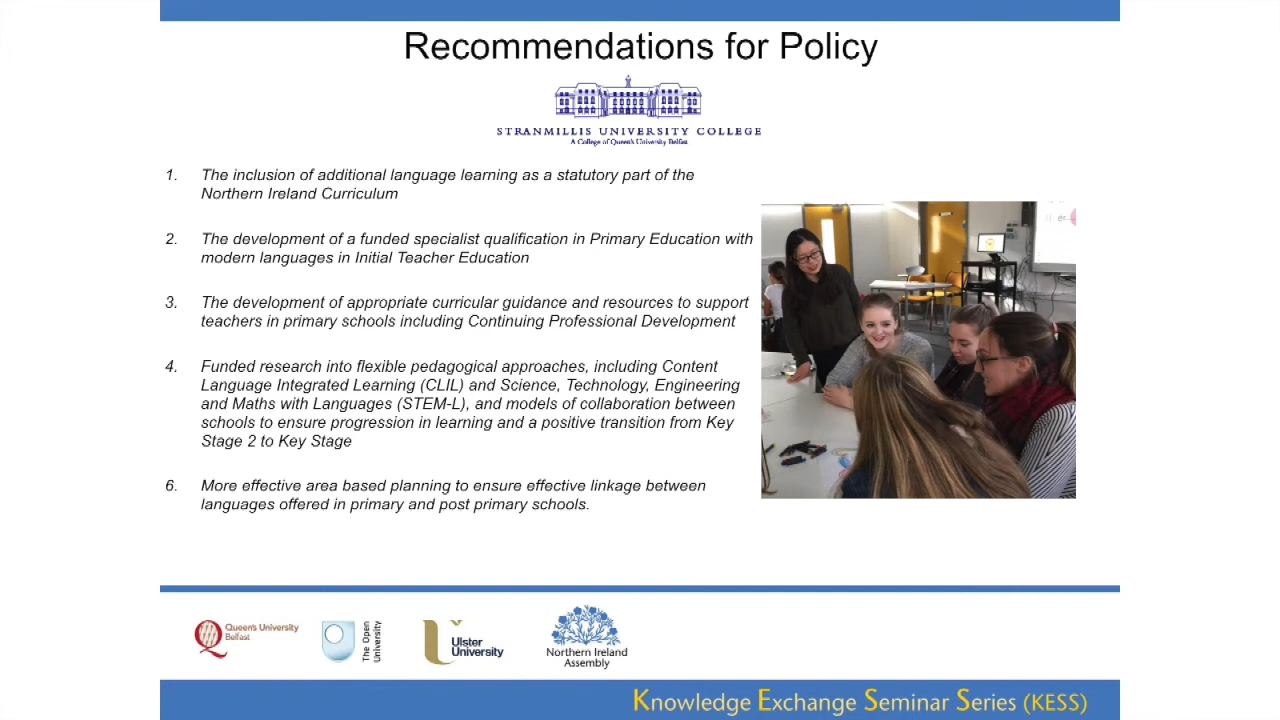 Recommendations for Policy
STRANMILLIS UNIVERSITY COLLEGE
A College of Queen's University Belfast
1. The inclusion of additional language learning as a statutory part of the
Northern Ireland Curriculum
2. The development of a funded specialist qualification in Primary Education with
modern languages in Initial Teacher Education
3. The development of appropriate curricular guidance and resources to support
teachers in primary schools including Continuing Professional Development
4. Funded research into flexible pedagogical approaches, including Content
Language Integrated Learning (CLIL) and Science, Technology, Engineering
and Maths with Languages (STEM-L), and models of collaboration between
schools to ensure progression in learning and a positive transition from Key
Stage 2 to Key Stage
6. More effective area based planning to ensure effective linkage between
languages offered in primary and post primary schools.
Queen's University
Belfast
The Open
University
Ulster
University
Northern Ireland
Assembly
Knowledge Exchange Seminar Series (KESS)